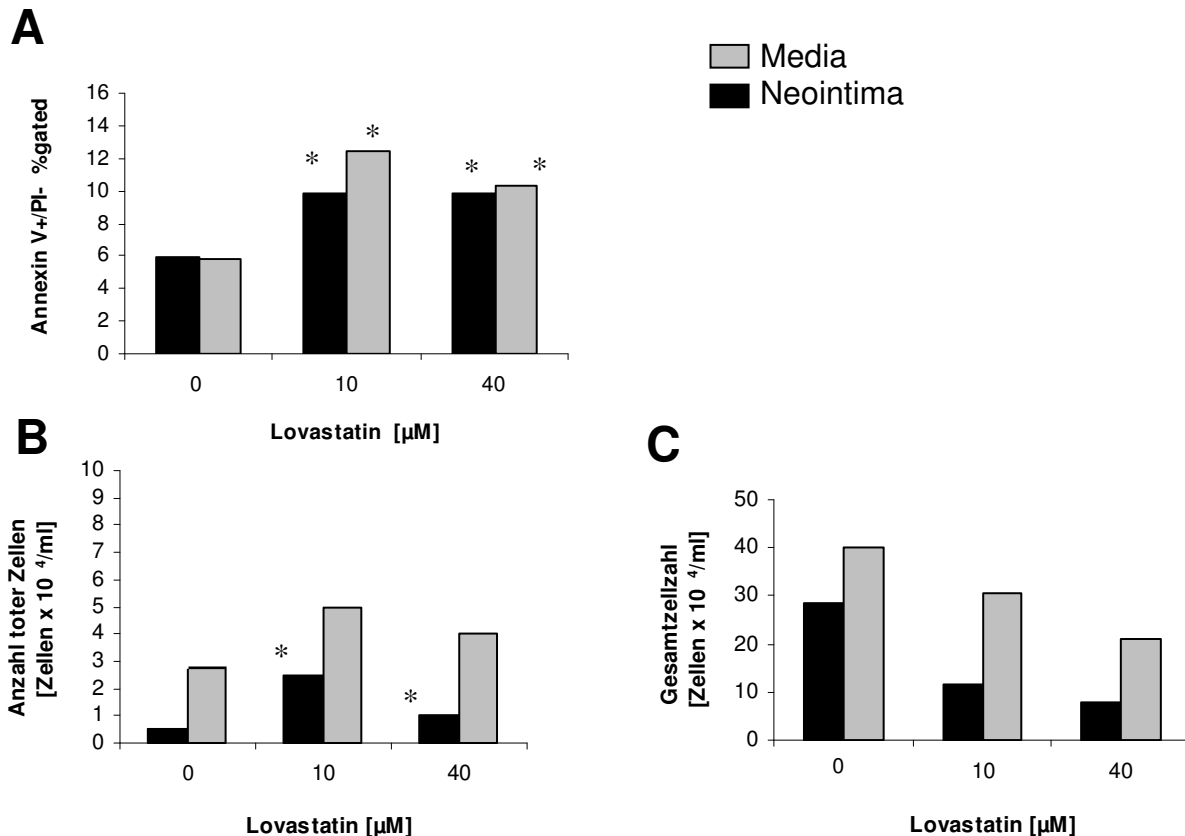 A
Media
Neointima
Annexin V+/PI- %gated
16
14
12
10
8
6
4
2
0
* * * *
0 10 40
Lovastatin [µM]
B
Anzahl toter Zellen
[Zellen x 10 4/ml]
10
9
8
7
6
5
4
3
2
1
0
* *
0 10 40
Lovastatin [µM]
C
Gesamtzellzahl
[Zellen x 10 4/ml]
50
40
30
20
10
0
0 10 40
Lovastatin [µM]